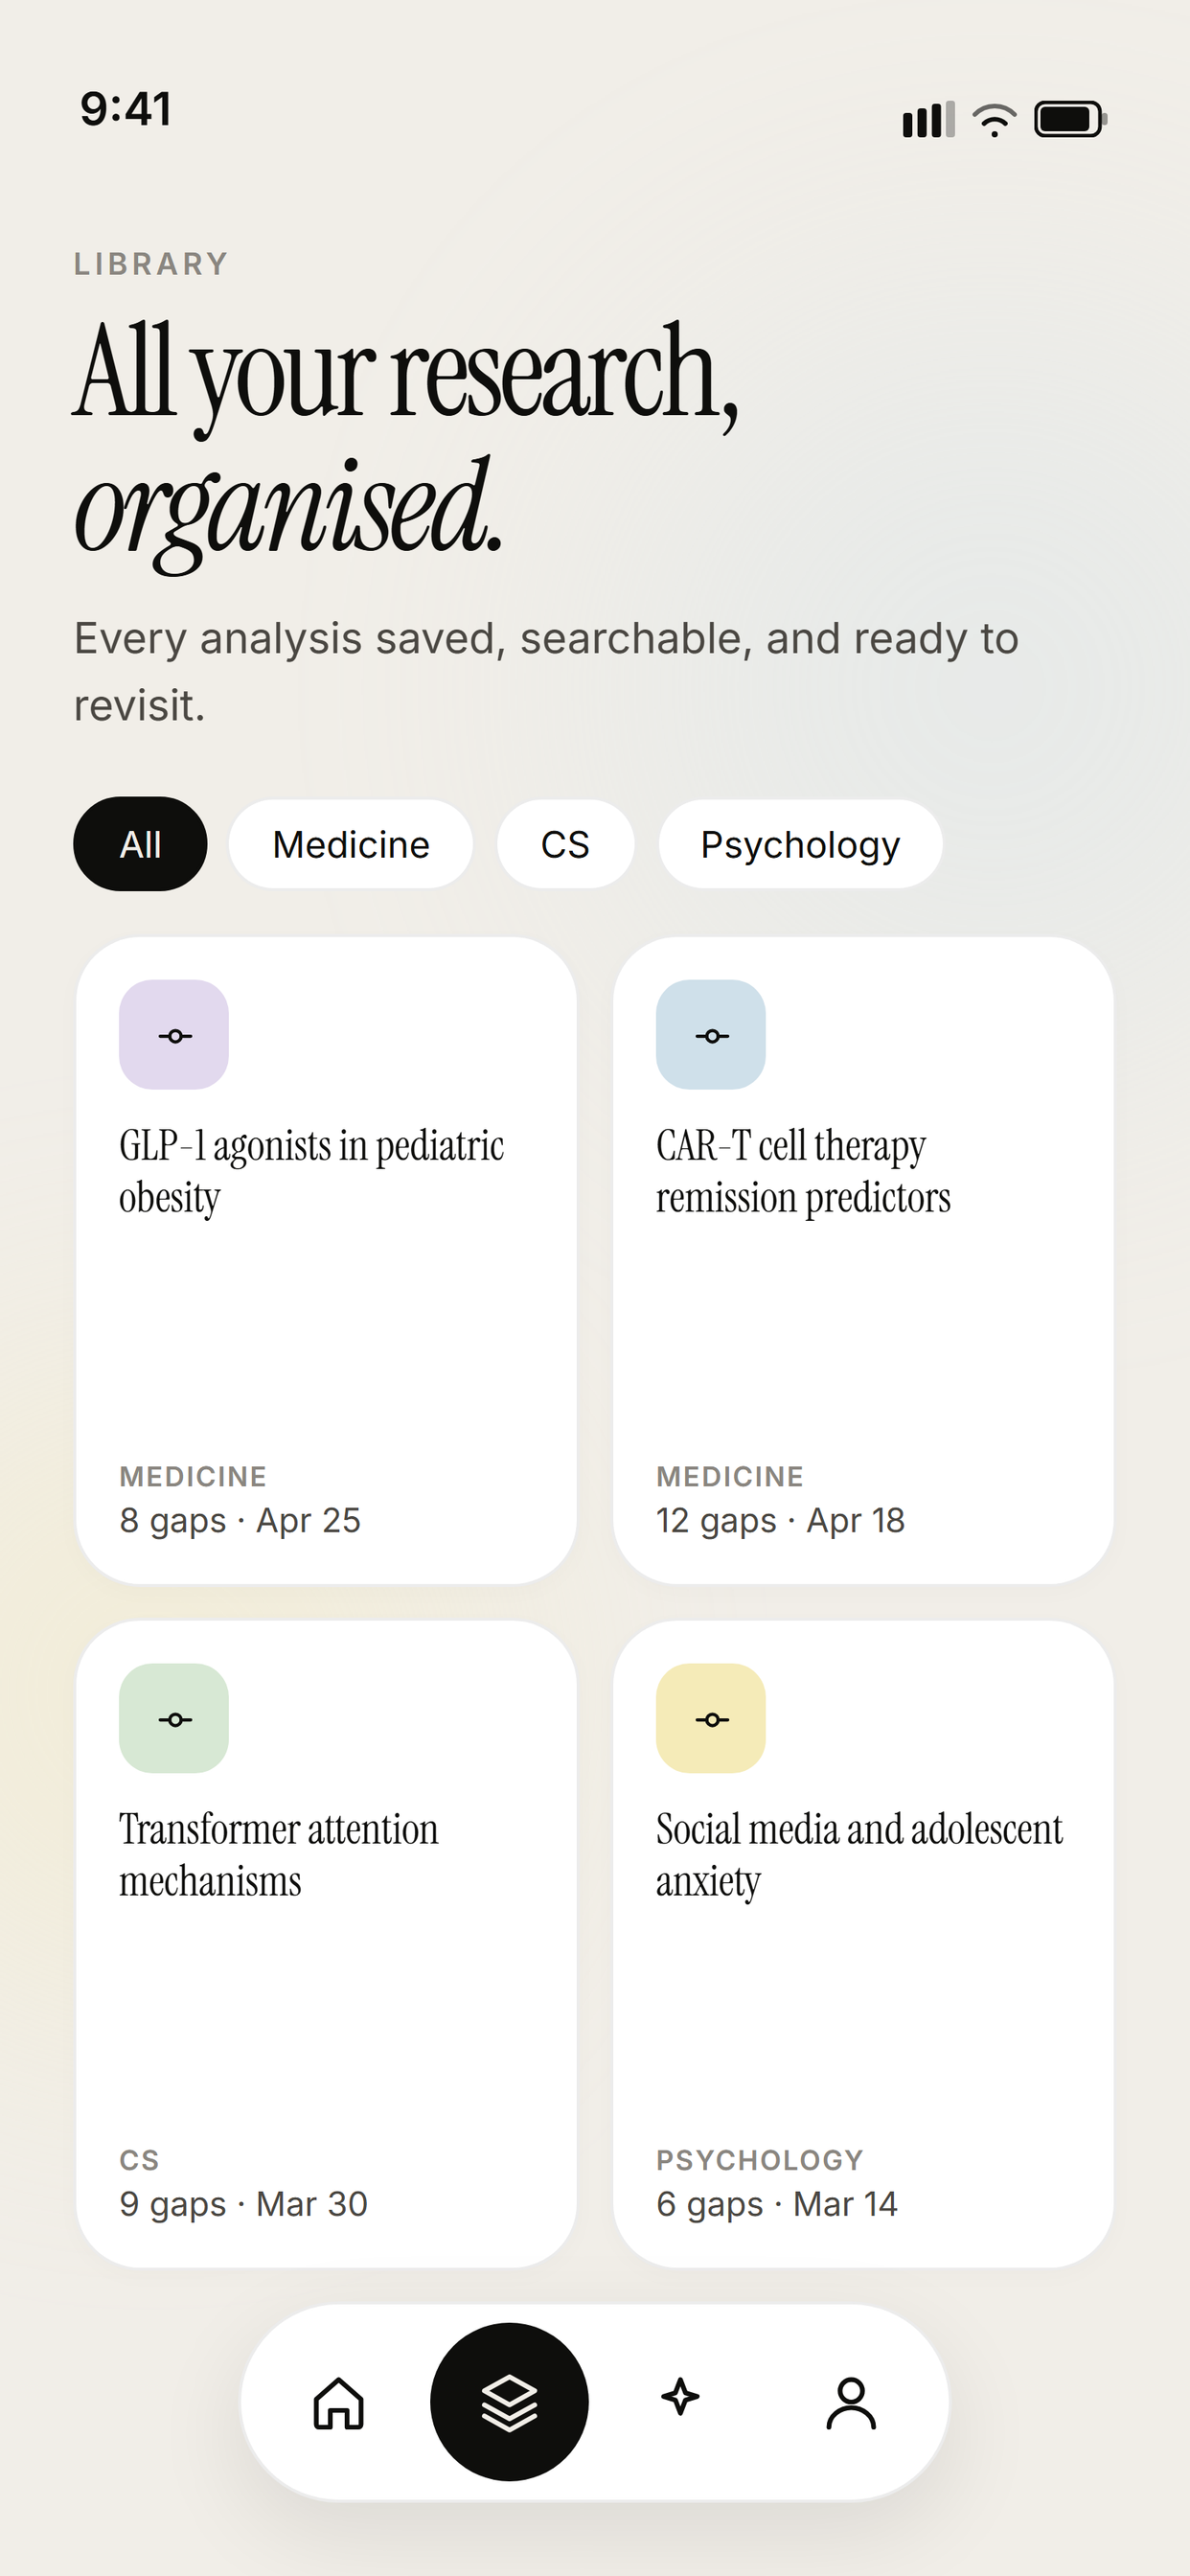 9:41
LIBRARY
All your research,
organised.
Every analysis saved, searchable, and ready to
revisit.
All
Medicine
CS
Psychology
GLP-1 agonists in pediatric
obesity
MEDICINE
8 gaps · Apr 25
CAR-T cell therapy
remission predictors
MEDICINE
12 gaps · Apr 18
Transformer attention
mechanisms
CS
9 gaps · Mar 30
Social media and adolescent
anxiety
PSYCHOLOGY
6 gaps · Mar 14